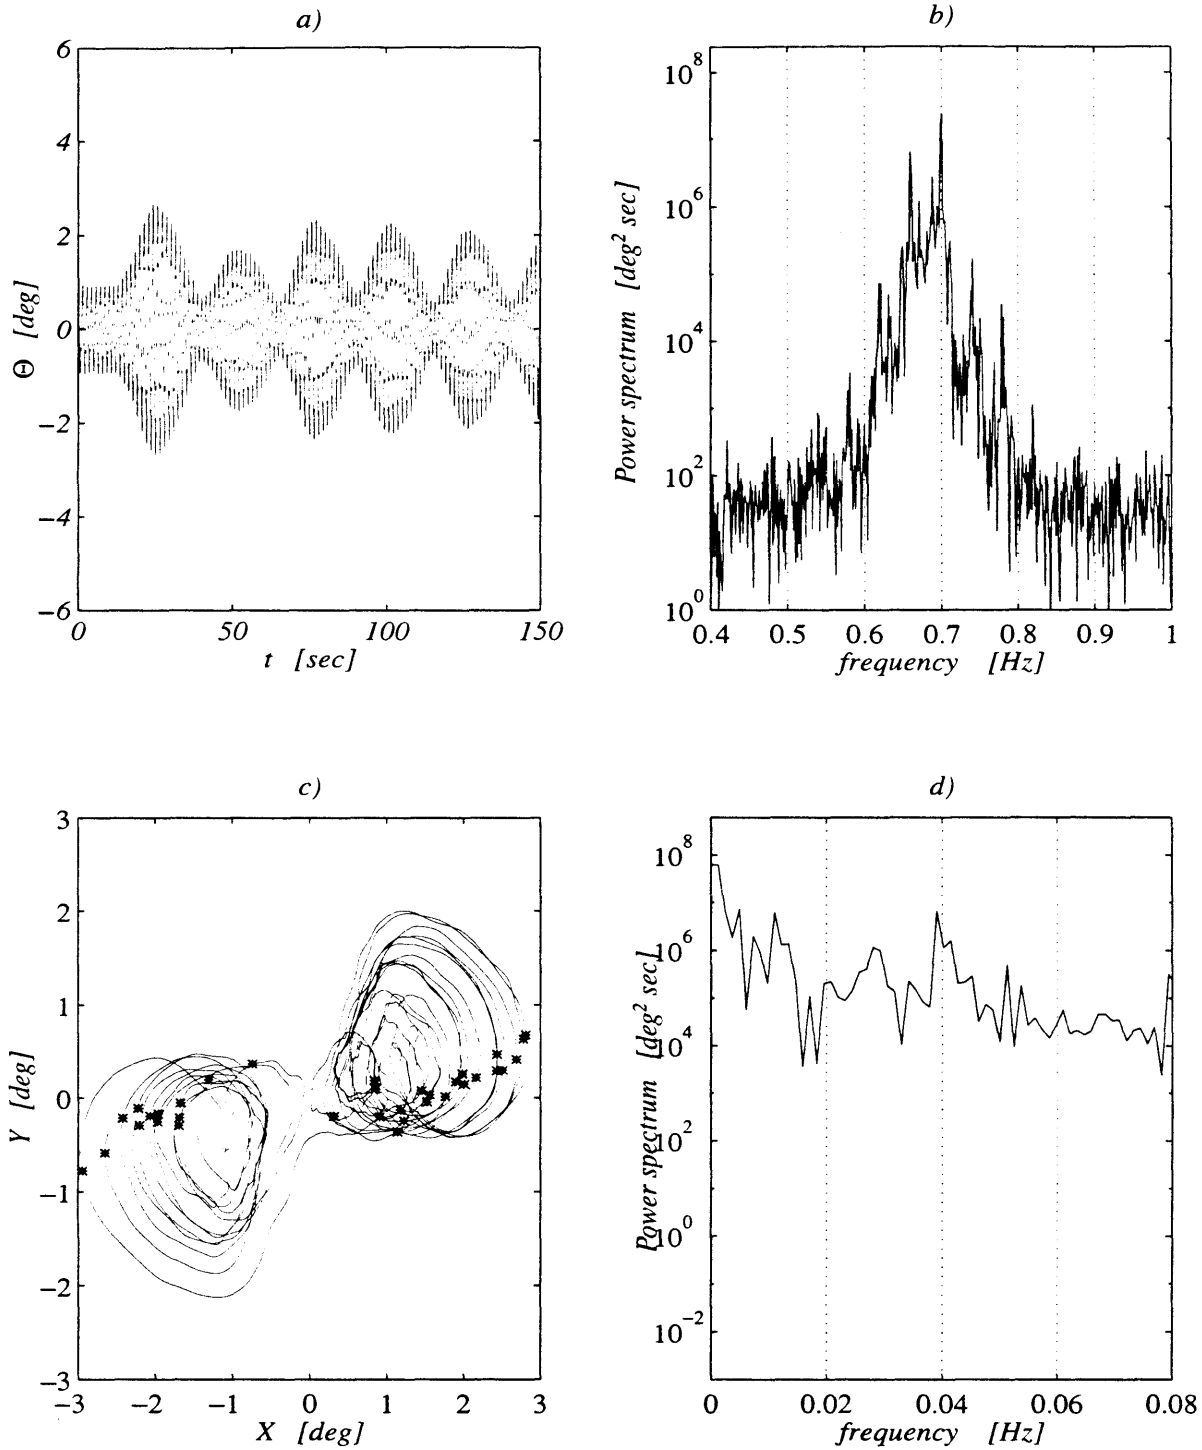 a)
6
4
2
0
−2
−4
−6
Θ [deg]
0 50 100 150
t [sec]
b)
10^8
10^6
10^4
10^2
10^0
Power spectrum [deg^2 sec]
0.4 0.5 0.6 0.7 0.8 0.9 1
frequency [Hz]
c)
3
2
1
0
−1
−2
−3
Y [deg]
−3 −2 −1 0 1 2 3
X [deg]
d)
10^8
10^6
10^4
10^2
10^0
10^−2
Power spectrum [deg^2 sec]
0 0.02 0.04 0.06 0.08
frequency [Hz]